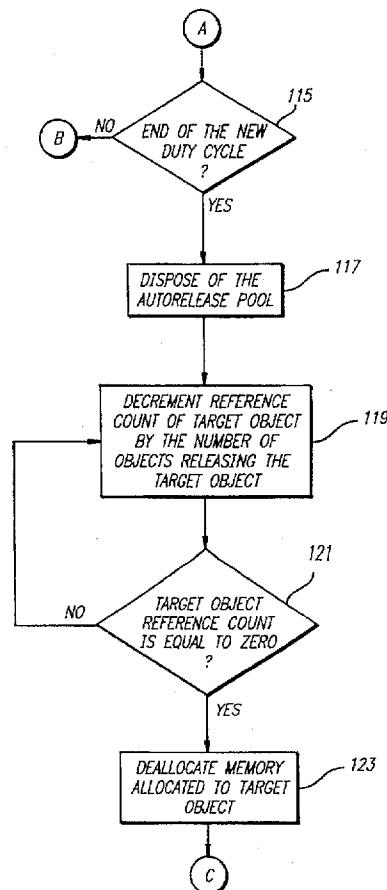 A
115
END OF THE NEW
DUTY CYCLE
?
NO
B
YES
DISPOSE OF THE
AUTORELEASE POOL
117
DECREMENT REFERENCE
COUNT OF TARGET OBJECT
BY THE NUMBER OF
OBJECTS RELEASING THE
TARGET OBJECT
119
121
TARGET OBJECT
REFERENCE COUNT
IS EQUAL TO ZERO
?
NO
YES
DEALLOCATE MEMORY
ALLOCATED TO TARGET
OBJECT
123
C